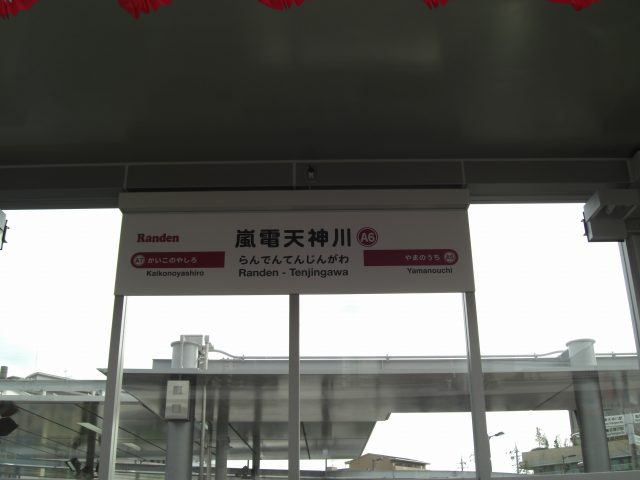 Randen
嵐電天神川 A6
らんでんてんじんがわ
Randen - Tenjingawa
A7 かいこのやしろ
Kaikonoyashiro
やまのうち A5
Yamanouchi